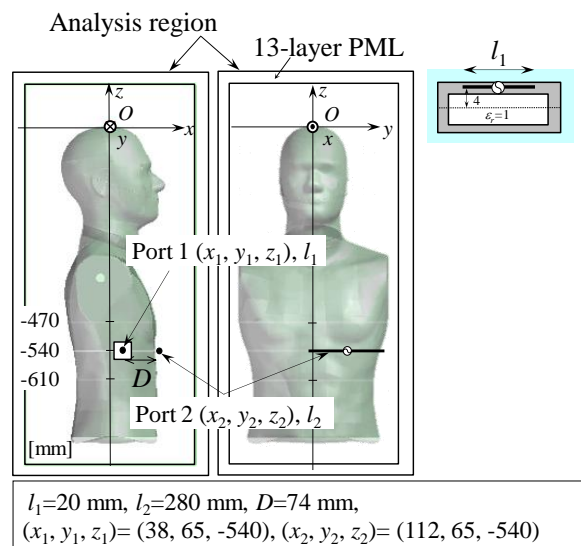 Analysis region
13-layer PML
l₁
4
εᵣ=1
z
O
y
x
z
O
x
y
Port 1 (x₁, y₁, z₁), l₁
-470
-540
-610
D
Port 2 (x₂, y₂, z₂), l₂
[mm]
l₁=20 mm, l₂=280 mm, D=74 mm,
(x₁, y₁, z₁)= (38, 65, -540), (x₂, y₂, z₂)= (112, 65, -540)